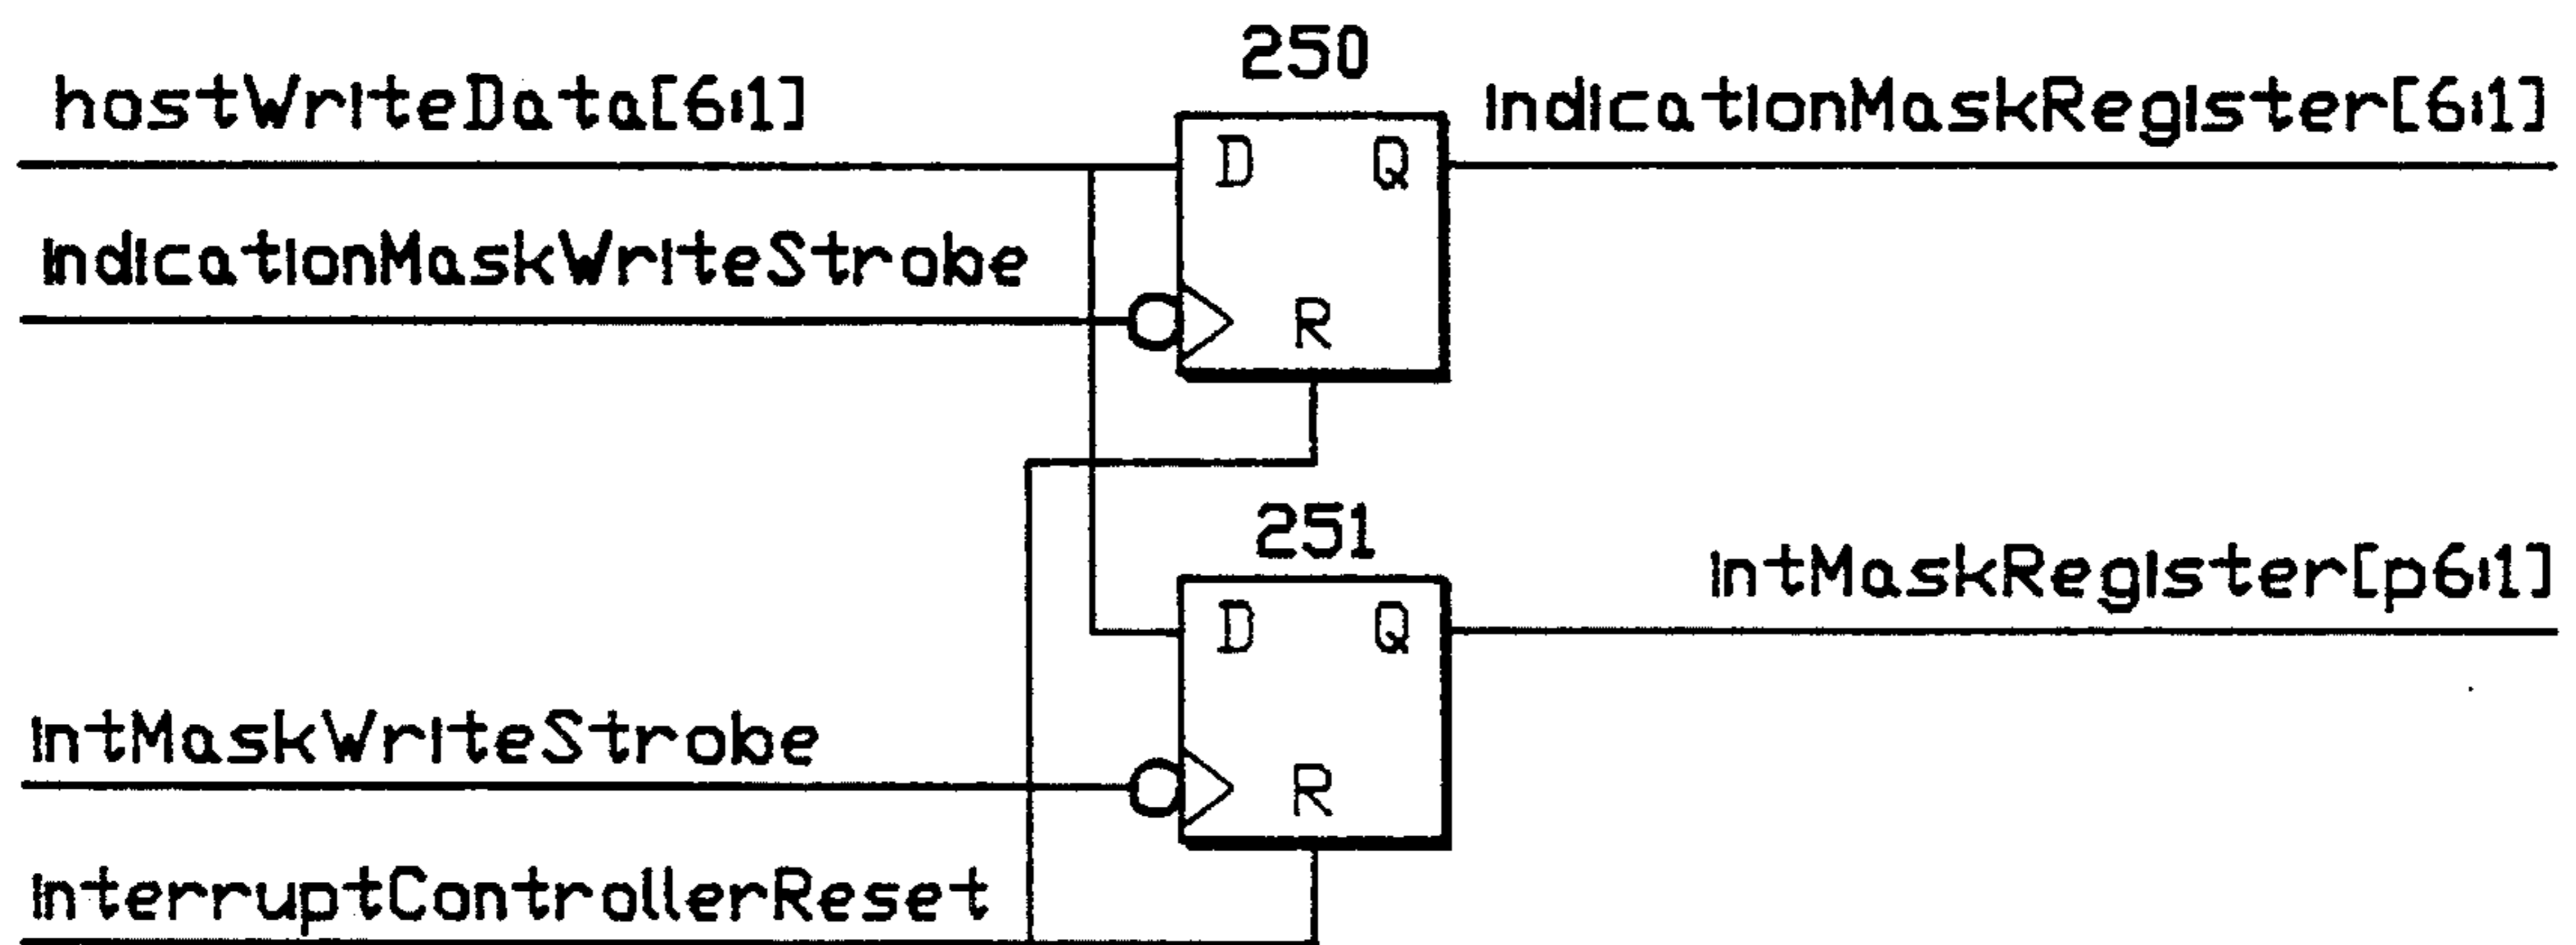 250
hostWriteData[6:1]
indicationMaskRegister[6:1]
D Q
indicationMaskWriteStrobe
R
251
intMaskRegister[p6:1]
D Q
intMaskWriteStrobe
R
interruptControllerReset